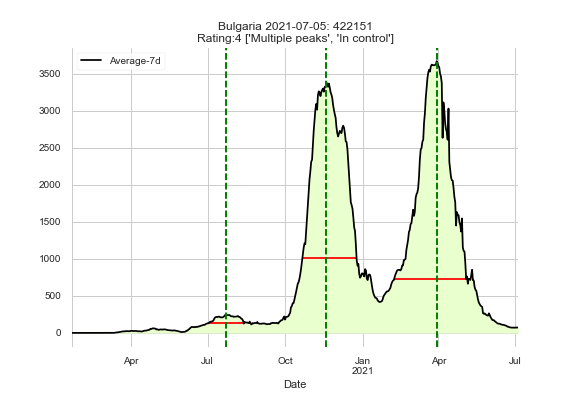 Bulgaria 2021-07-05: 422151
Rating:4 ['Multiple peaks', 'In control']
Average-7d
3500
3000
2500
2000
1500
1000
500
0
Apr
Jul
Oct
Jan
2021
Apr
Jul
Date